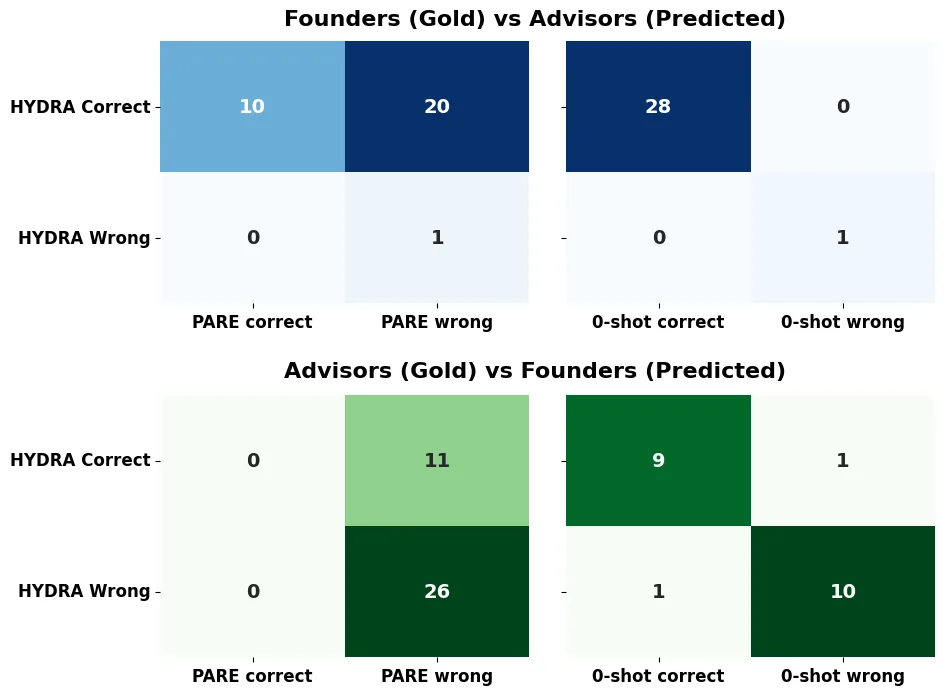 Founders (Gold) vs Advisors (Predicted)
HYDRA Correct 10 20 28 0
HYDRA Wrong 0 1 0 1
PARE correct PARE wrong 0-shot correct 0-shot wrong
Advisors (Gold) vs Founders (Predicted)
HYDRA Correct 0 11 9 1
HYDRA Wrong 0 26 1 10
PARE correct PARE wrong 0-shot correct 0-shot wrong